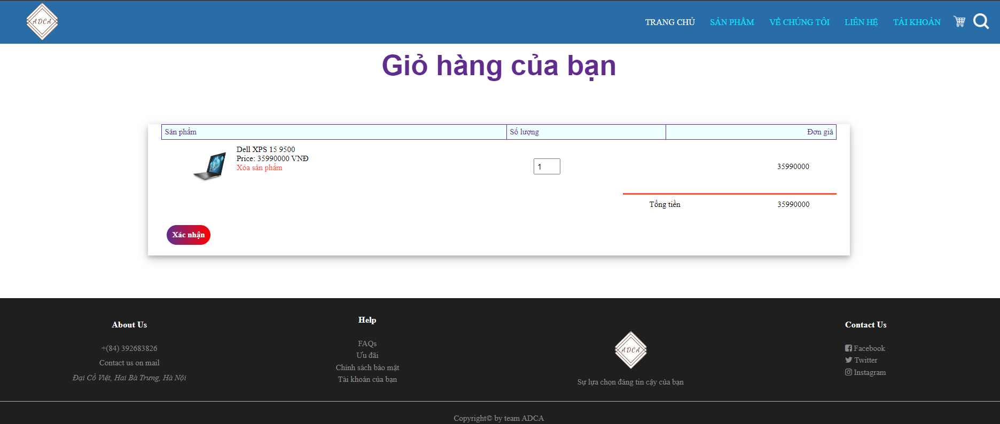 ADCA
TRANG CHỦ SẢN PHẨM VỀ CHÚNG TÔI LIÊN HỆ TÀI KHOẢN
Giỏ hàng của bạn
Sản phẩm Số lượng Đơn giá
Dell XPS 15 9500
Price: 35990000 VNĐ
Xóa sản phẩm
1
35990000
Tổng tiền 35990000
Xác nhận
About Us
+(84) 392683826
Contact us on mail
Đại Cồ Việt, Hai Bà Trưng, Hà Nội
Help
FAQs
Ưu đãi
Chính sách bảo mật
Tài khoản của bạn
ADCA
Sự lựa chọn đáng tin cậy của bạn
Contact Us
Facebook
Twitter
Instagram
Copyright© by team ADCA